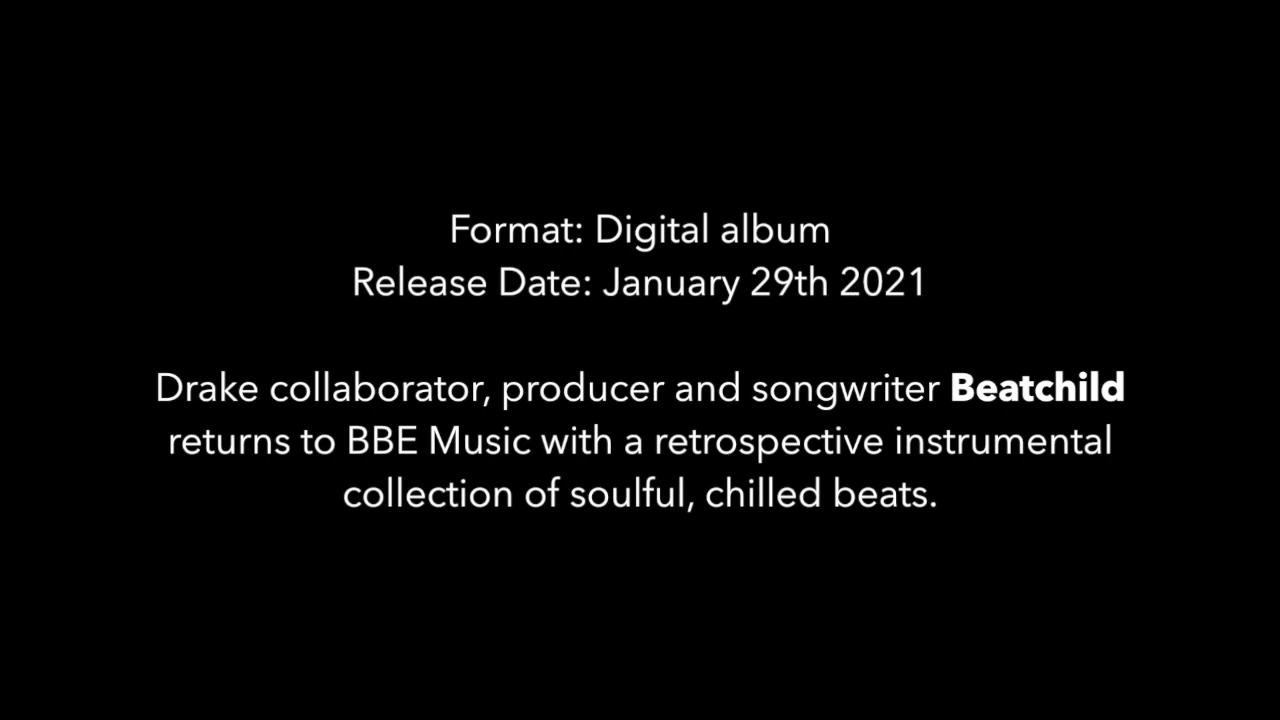 Format: Digital album
Release Date: January 29th 2021
Drake collaborator, producer and songwriter Beatchild
returns to BBE Music with a retrospective instrumental
collection of soulful, chilled beats.